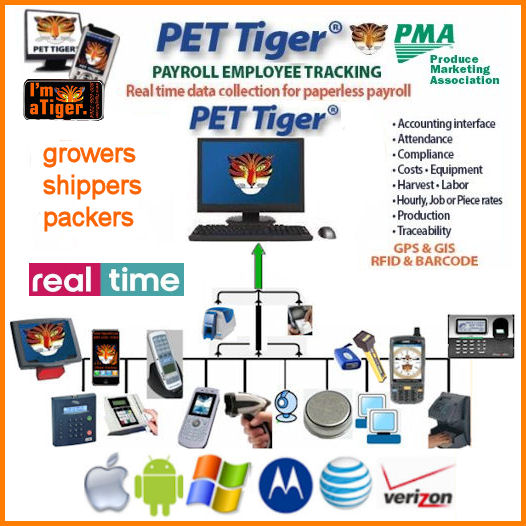 PET TIGER
PET Tiger®
PMA
Produce
Marketing
Association
PAYROLL EMPLOYEE TRACKING
Real time data collection for paperless payroll
I'm
a Tiger.
PET Tiger®
growers
shippers
packers
• Accounting interface
• Attendance
• Compliance
• Costs • Equipment
• Harvest • Labor
• Hourly, Job or Piece rates
• Production
• Traceability
GPS & GIS
RFID & BARCODE
real time
at&t
verizon